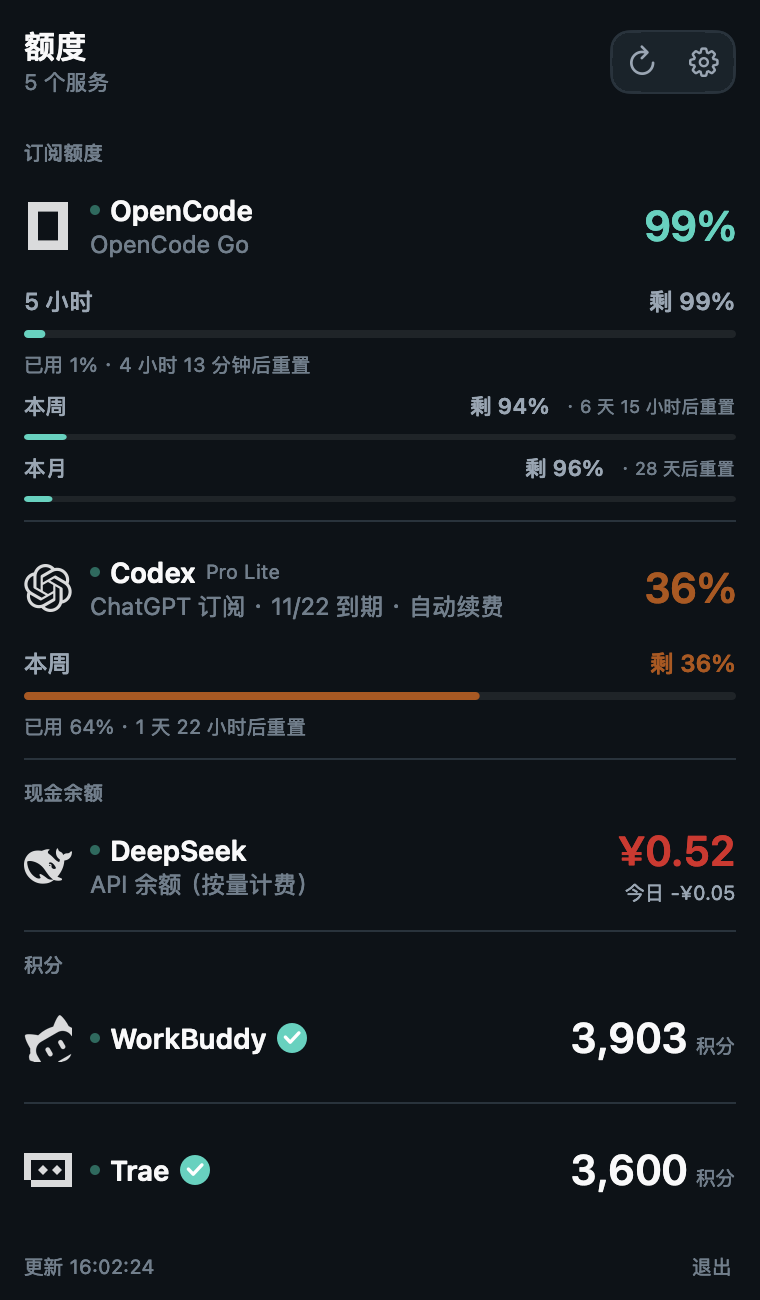 额度
5 个服务
订阅额度
OpenCode
99%
OpenCode Go
5 小时 剩 99%
已用 1% · 4 小时 13 分钟后重置
本周 剩 94% · 6 天 15 小时后重置
本月 剩 96% · 28 天后重置
Codex Pro Lite
36%
ChatGPT 订阅 · 11/22 到期 · 自动续费
本周 剩 36%
已用 64% · 1 天 22 小时后重置
现金余额
DeepSeek
¥0.52
API 余额（按量计费）
今日 -¥0.05
积分
WorkBuddy 3,903 积分
Trae 3,600 积分
更新 16:02:24 退出